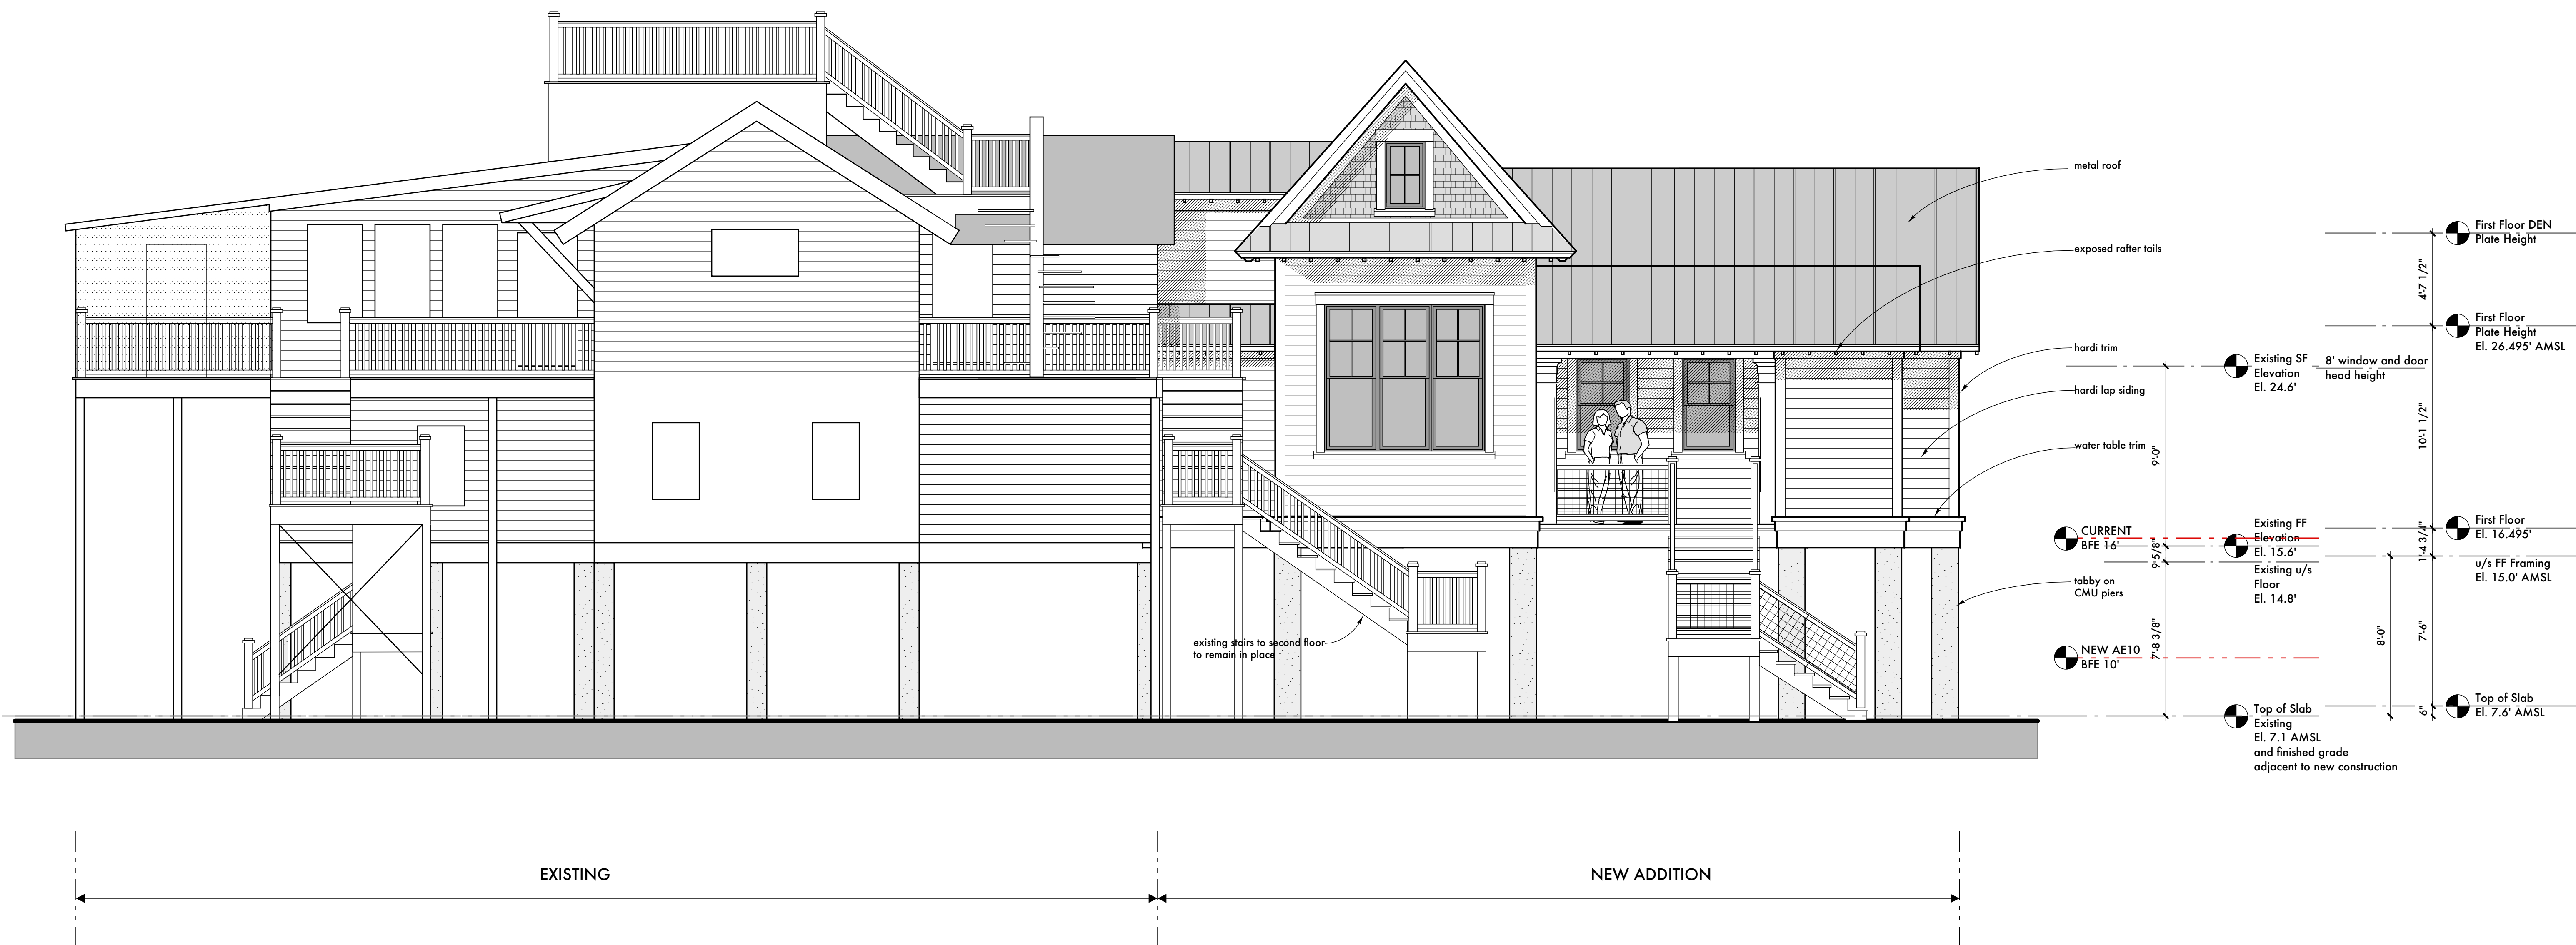 metal roof
exposed rafter tails
hardi trim
hardi lap siding
water table trim
tabby on
CMU piers
existing stairs to second floor
to remain in place
CURRENT
BFE 16'
NEW AE10
BFE 10'
9'-0"
9 5/8"
7'-8 3/8"
Existing SF
Elevation
El. 24.6'
8' window and door
head height
Existing FF
Elevation
El. 15.6'
Existing u/s
Floor
El. 14.8'
Top of Slab
Existing
El. 7.1 AMSL
and finished grade
adjacent to new construction
8'-0"
4'-7 1/2"
10'-1 1/2"
1'-4 3/4"
7'-6"
6"
First Floor DEN
Plate Height
First Floor
Plate Height
El. 26.495' AMSL
First Floor
El. 16.495'
u/s FF Framing
El. 15.0' AMSL
Top of Slab
El. 7.6' AMSL
EXISTING
NEW ADDITION